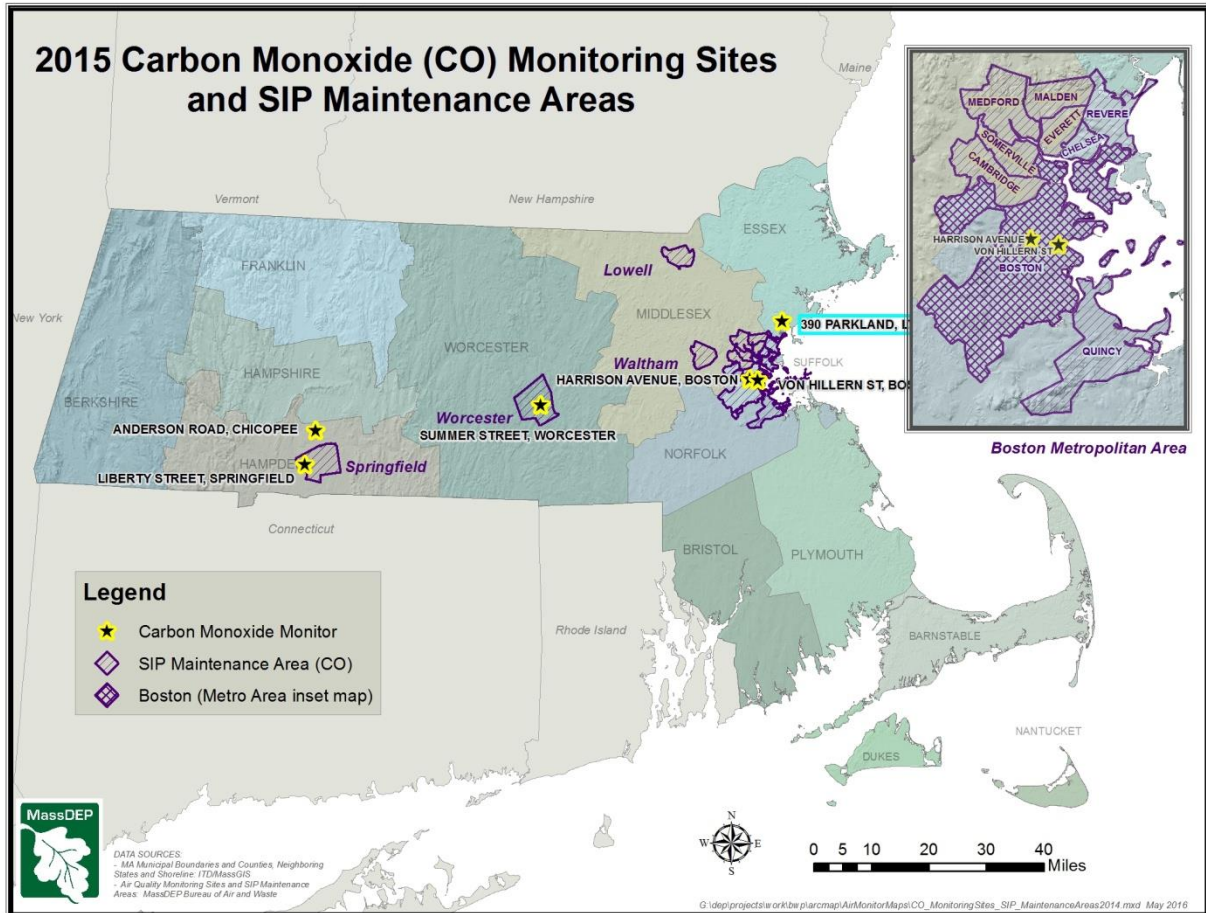 2015 Carbon Monoxide (CO) Monitoring Sites
and SIP Maintenance Areas
Maine
Vermont
New Hampshire
New York
ESSEX
FRANKLIN
Lowell
MIDDLESEX
390 PARKLAND, LY
WORCESTER
Waltham
SUFFOLK
HAMPSHIRE
HARRISON AVENUE, BOSTON
VON HILLERN ST, BOS
BERKSHIRE
Worcester
ANDERSON ROAD, CHICOPEE
SUMMER STREET, WORCESTER
NORFOLK
HAMPDE
Springfield
LIBERTY STREET, SPRINGFIELD
Connecticut
BRISTOL
PLYMOUTH
Rhode Island
BARNSTABLE
NANTUCKET
DUKES
MEDFORD
MALDEN
REVERE
EVERETT
CHELSEA
SOMERVILLE
CAMBRIDGE
HARRISON AVENUE
VON HILLERN ST
BOSTON
QUINCY
Boston Metropolitan Area
Legend
Carbon Monoxide Monitor
SIP Maintenance Area (CO)
Boston (Metro Area inset map)
MassDEP
DATA SOURCES:
- MA Municipal Boundaries and Counties, Neighboring
States and Shoreline: ITD/MassGIS
- Air Quality Monitoring Sites and SIP Maintenance
Areas: MassDEP Bureau of Air and Waste
N
W E
S
0 5 10 20 30 40
Miles
G:\dep\projects\work\bwp\arcmap\AirMonitorMaps\CO_MonitoringSites_SIP_MaintenanceAreas2014.mxd May 2016